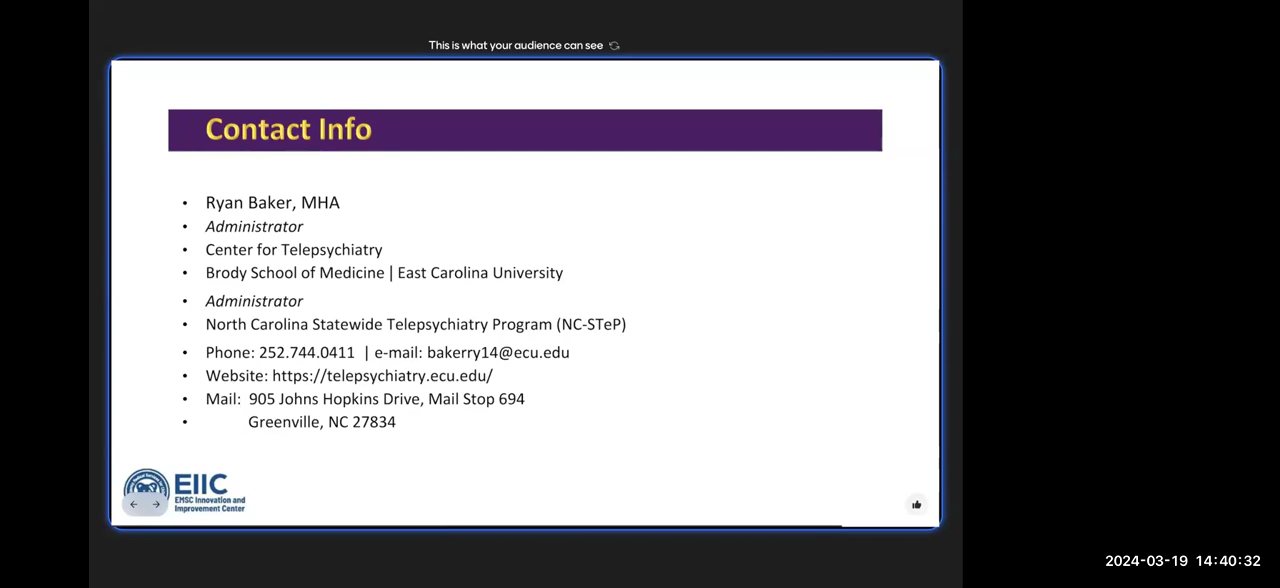 This is what your audience can see
Contact Info
• Ryan Baker, MHA
• Administrator
• Center for Telepsychiatry
• Brody School of Medicine | East Carolina University
• Administrator
• North Carolina Statewide Telepsychiatry Program (NC-STeP)
• Phone: 252.744.0411 | e-mail: bakerry14@ecu.edu
• Website: https://telepsychiatry.ecu.edu/
• Mail: 905 Johns Hopkins Drive, Mail Stop 694
• Greenville, NC 27834
EIIC
EMSC Innovation and
Improvement Center
2024-03-19 14:40:32